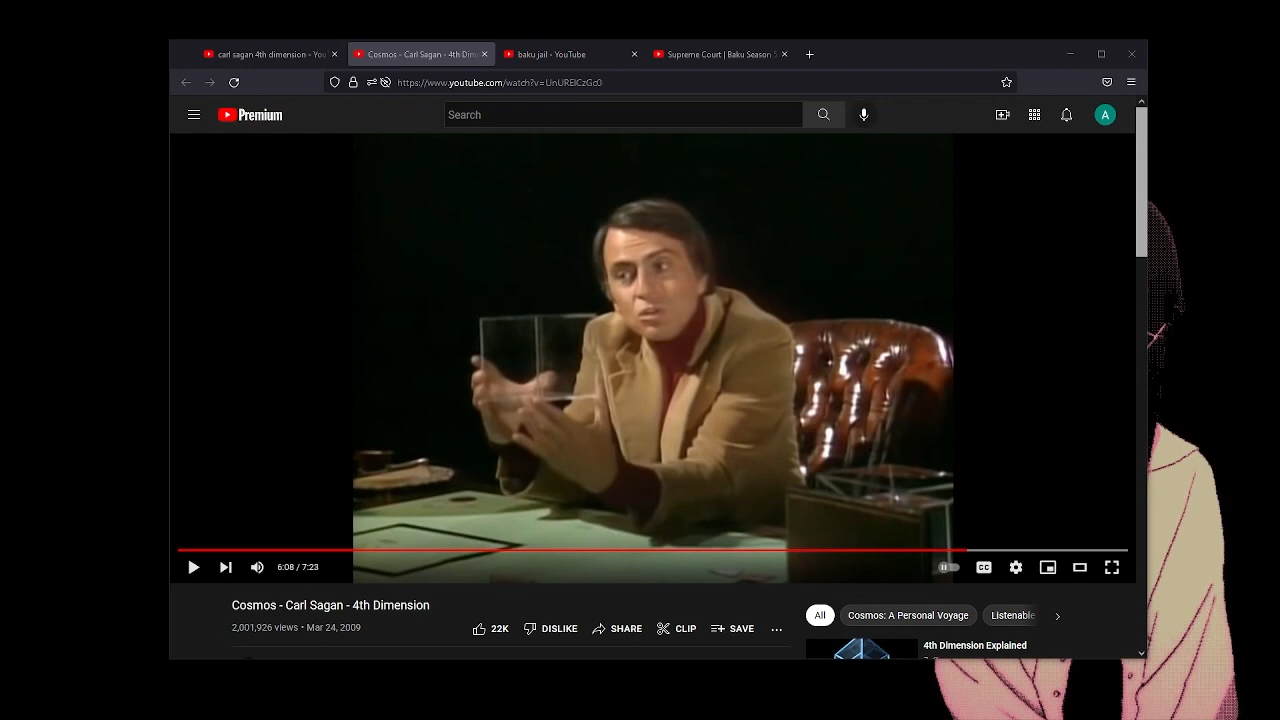 carl sagan 4th dimension - You
Cosmos - Carl Sagan - 4th Dim
baku jail - YouTube
Supreme Court | Baku Season 5
https://www.youtube.com/watch?v=UnURElCzGc0
Premium
Search
A
6:08 / 7:23
CC
Cosmos - Carl Sagan - 4th Dimension
2,001,926 views • Mar 24, 2009
22K
DISLIKE
SHARE
CLIP
SAVE
All
Cosmos: A Personal Voyage
Listenable
4th Dimension Explained